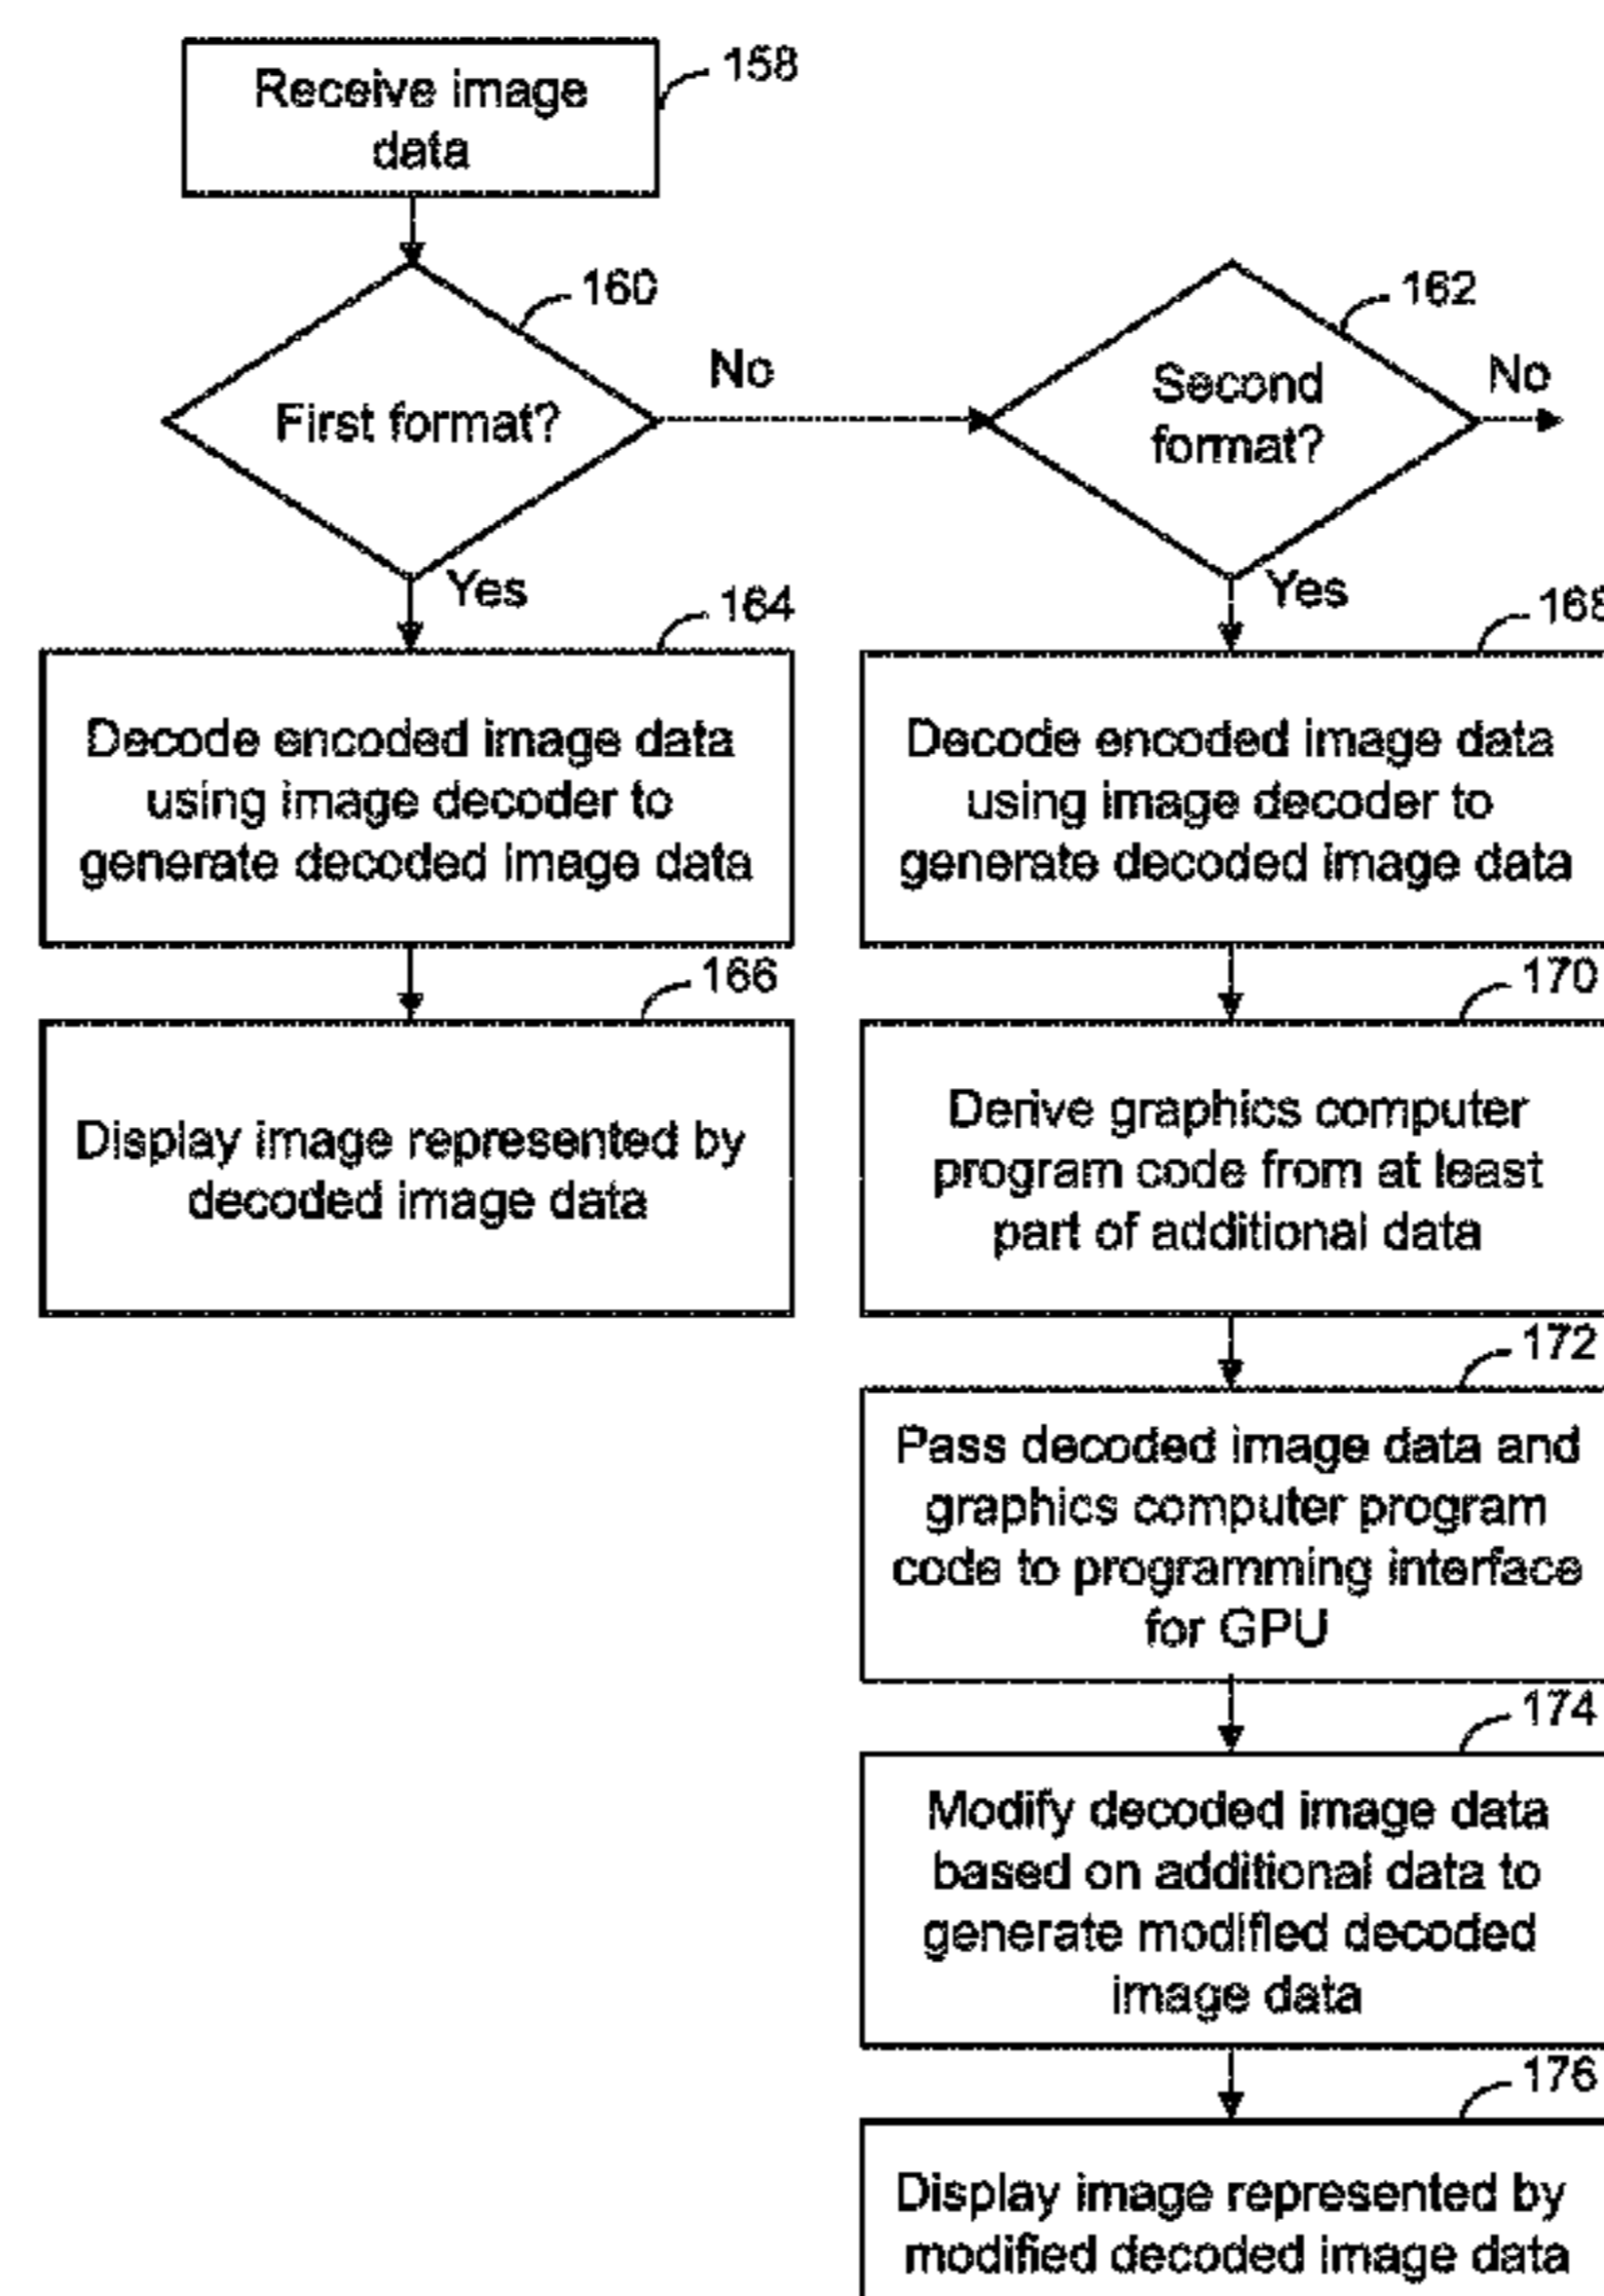 Receive image
data
158
First format?
160
No
Second
format?
162
No
Yes
Yes
164
Decode encoded image data
using image decoder to
generate decoded image data
168
Decode encoded image data
using image decoder to
generate decoded image data
166
Display image represented by
decoded image data
170
Derive graphics computer
program code from at least
part of additional data
172
Pass decoded image data and
graphics computer program
code to programming interface
for GPU
174
Modify decoded image data
based on additional data to
generate modified decoded
image data
176
Display image represented by
modified decoded image data